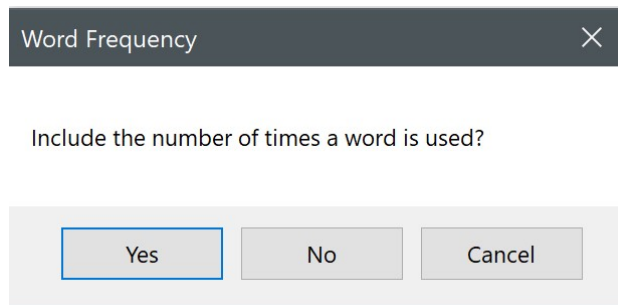 Word Frequency
Include the number of times a word is used?
Yes No Cancel